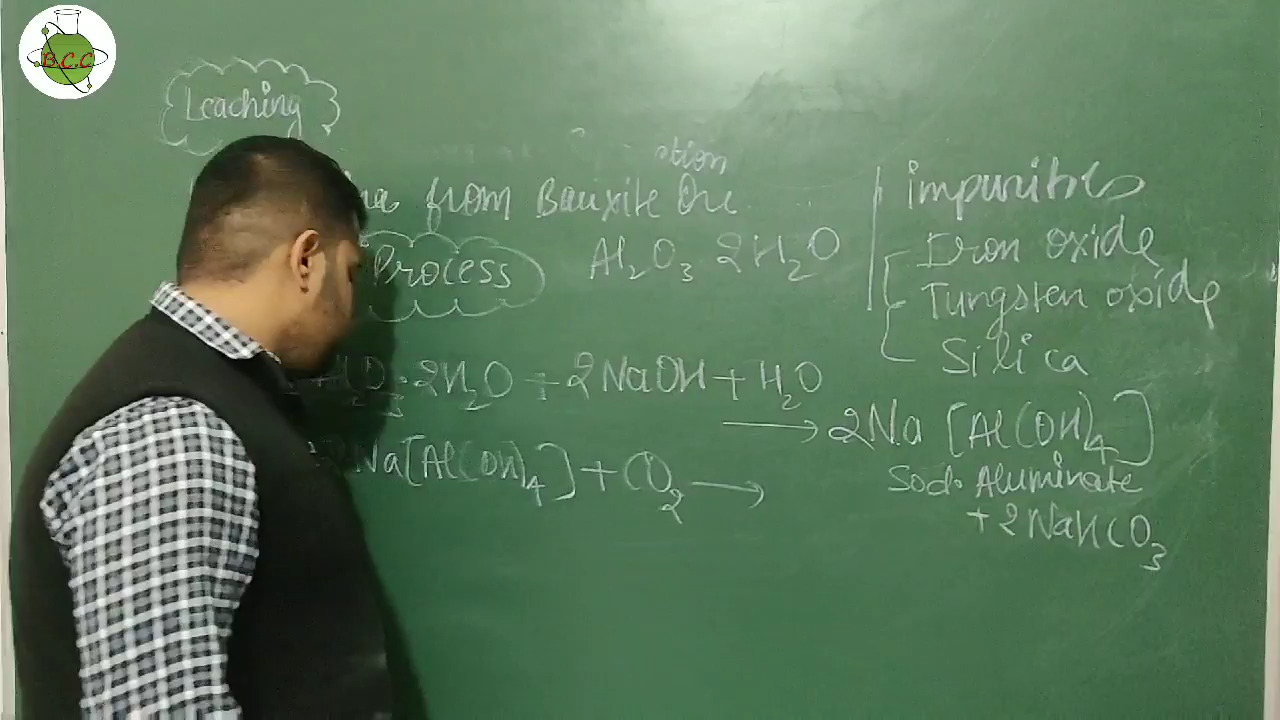 B.C.C
Leaching
ation
from Bauxite Ore
Process
Al₂O₃ 2H₂O
impurities
Iron oxide
Tungsten oxide
Silica
2H₂O + 2NaOH + H₂O
→ 2Na [Al(OH)₄]
Sod. Aluminate
Na[Al(OH)₄] + CO₂ →
+ 2NaHCO₃